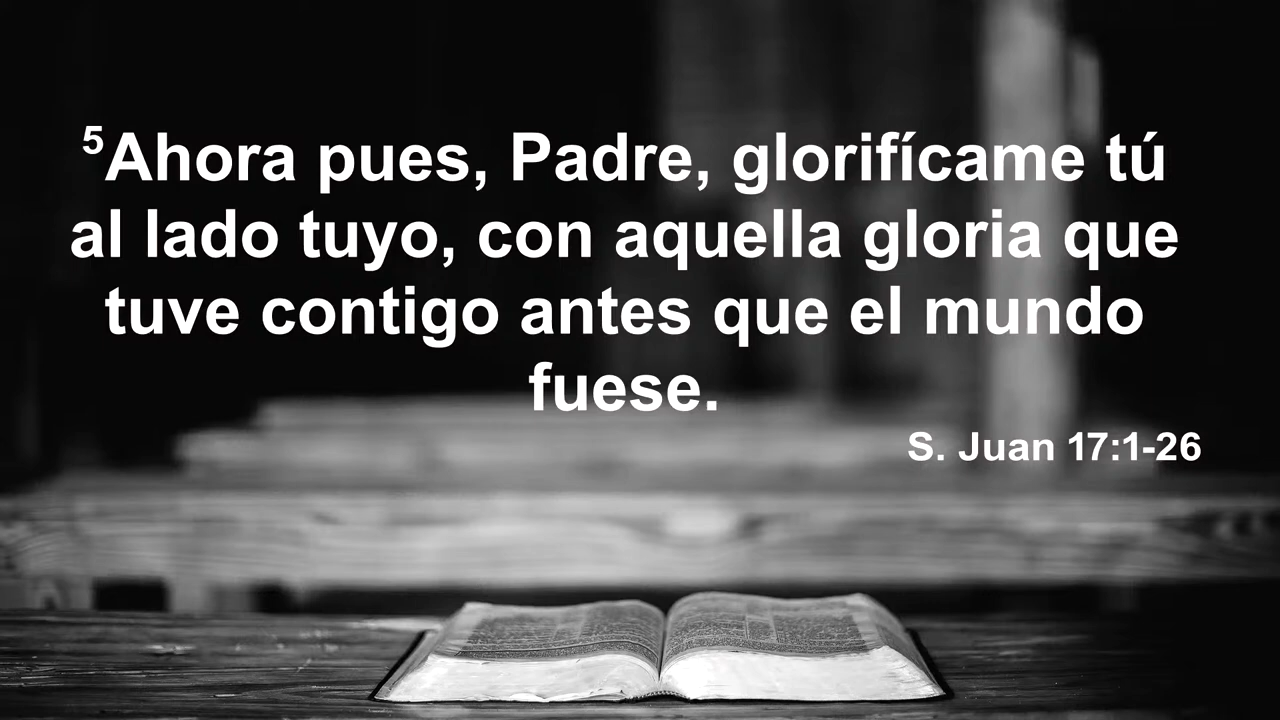 ⁵Ahora pues, Padre, glorifícame tú
al lado tuyo, con aquella gloria que
tuve contigo antes que el mundo
fuese.
S. Juan 17:1-26